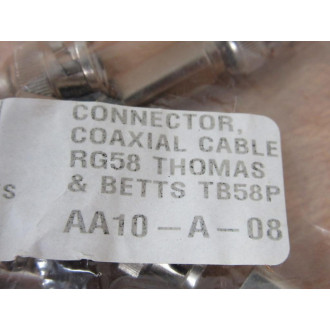 CONNECTOR,
COAXIAL CABLE
RG58 THOMAS
& BETTS TB58P
S
AA10-A-08